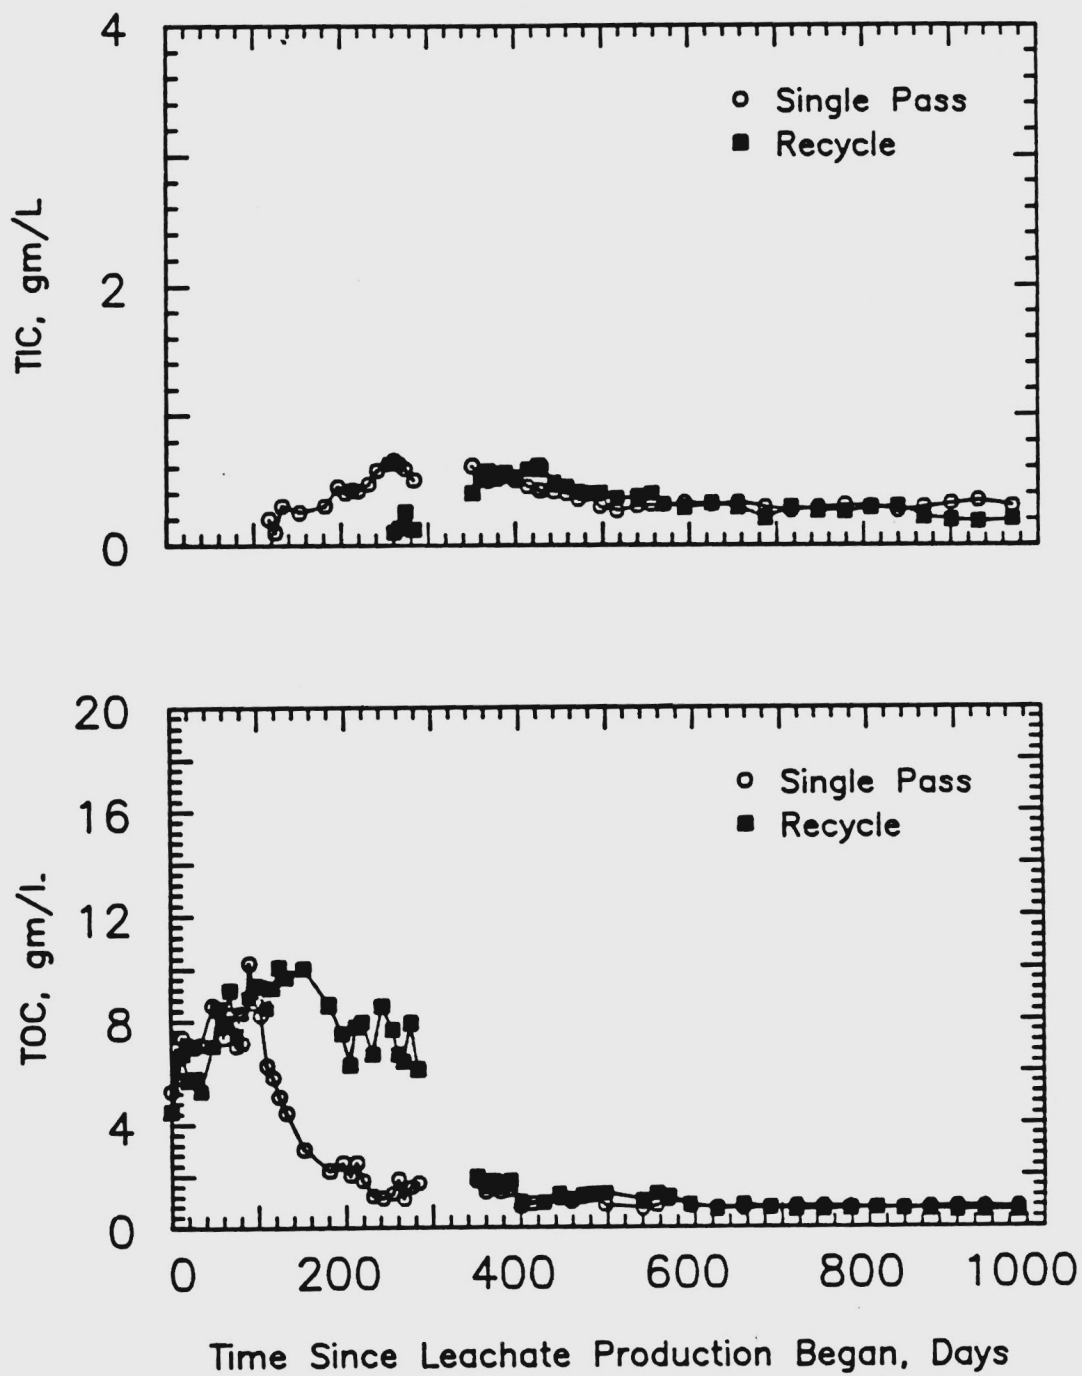 4
Single Pass
Recycle
TIC, gm/L
2
0
20
Single Pass
16
Recycle
12
TOC, gm/l.
8
4
0
0 200 400 600 800 1000
Time Since Leachate Production Began, Days